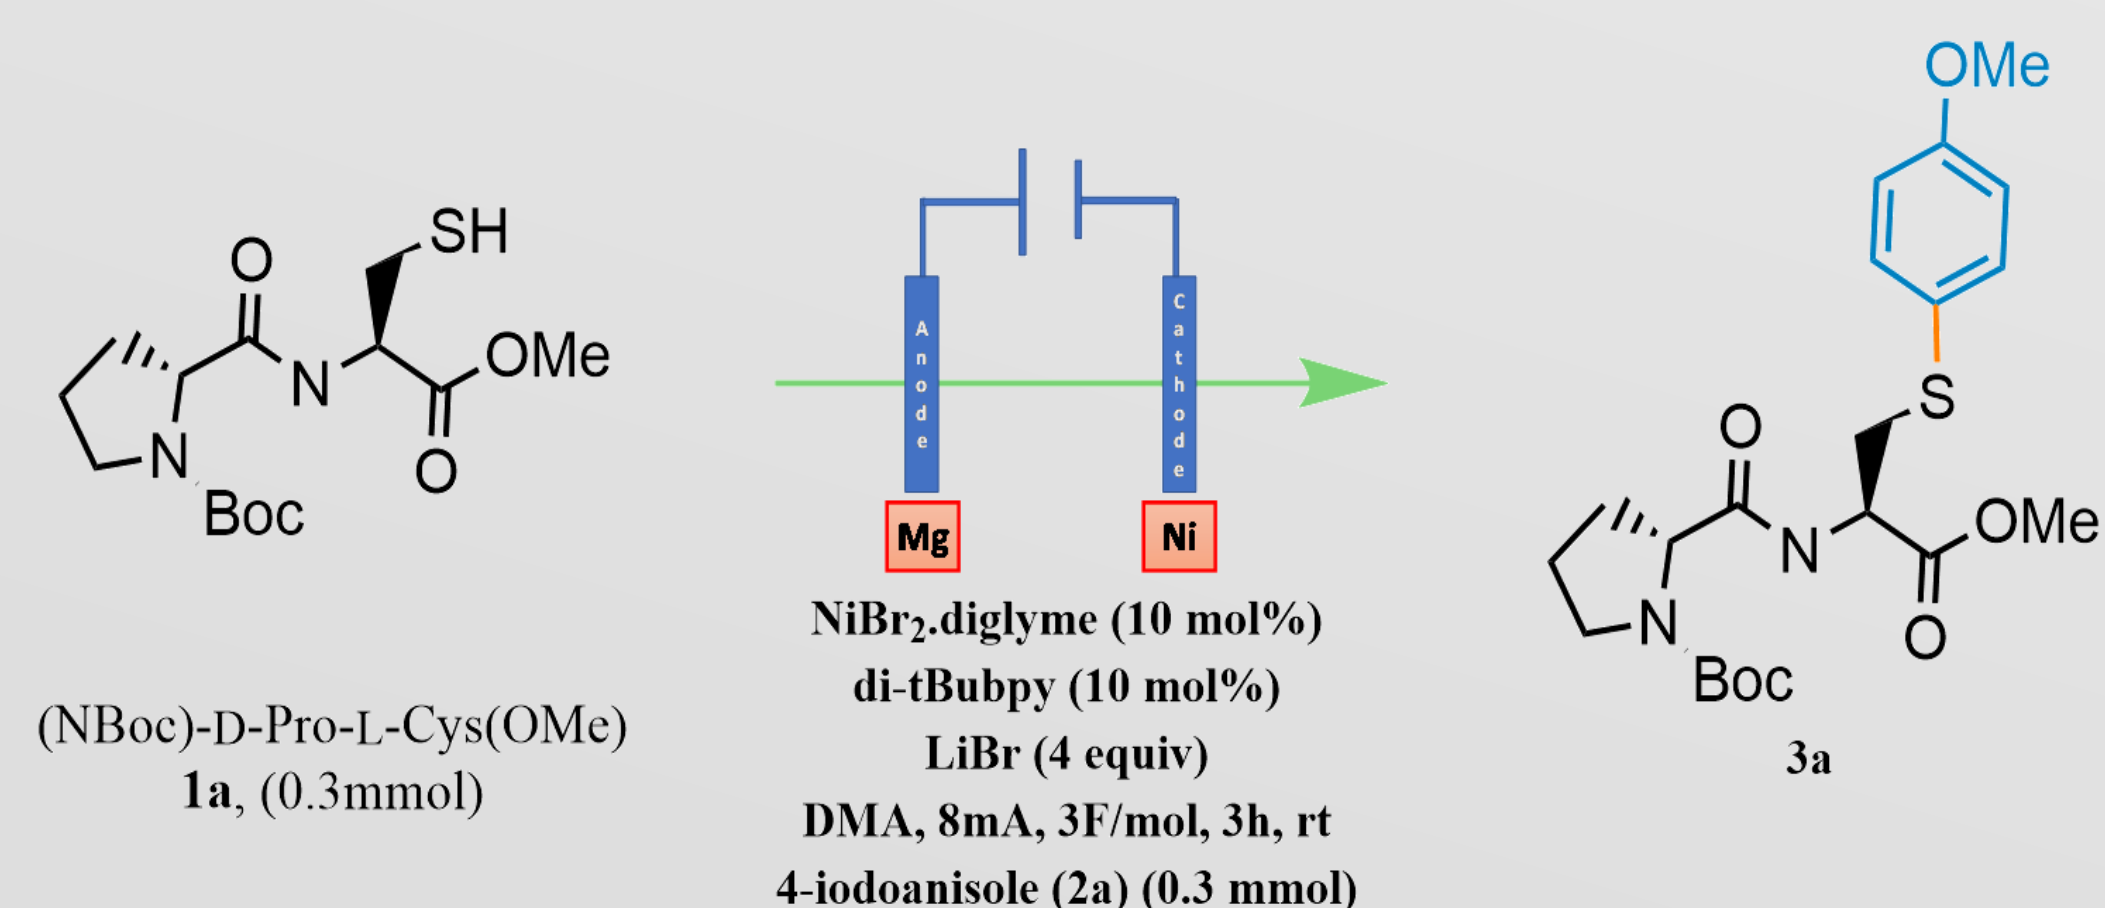 O
SH
N
OMe
O
N
Boc
(NBoc)-D-Pro-L-Cys(OMe)
1a, (0.3mmol)
Anode
Cathode
Mg
Ni
NiBr₂.diglyme (10 mol%)
di-tBubpy (10 mol%)
LiBr (4 equiv)
DMA, 8mA, 3F/mol, 3h, rt
4-iodoanisole (2a) (0.3 mmol)
OMe
S
O
N
OMe
O
N
Boc
3a